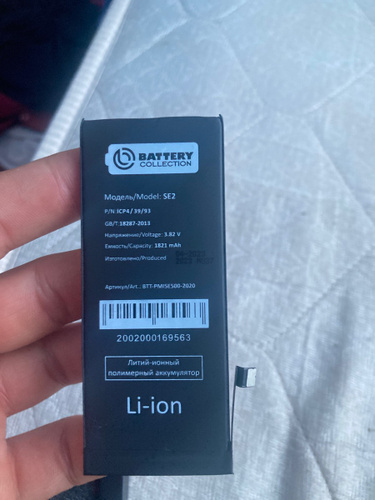 BATTERY
COLLECTION
Модель/Model: SE2
P/N ICP4/ 39/93
GB/T 18287-2013
Напряжение/Voltage: 3.82 V
Емкость/Capacity: 1821 mAh
Изготовлено/Produced
Артикул/Art.: BTT-PMISE500-2020
2002000169563
Литий-ионный
полимерный аккумулятор
Li-ion